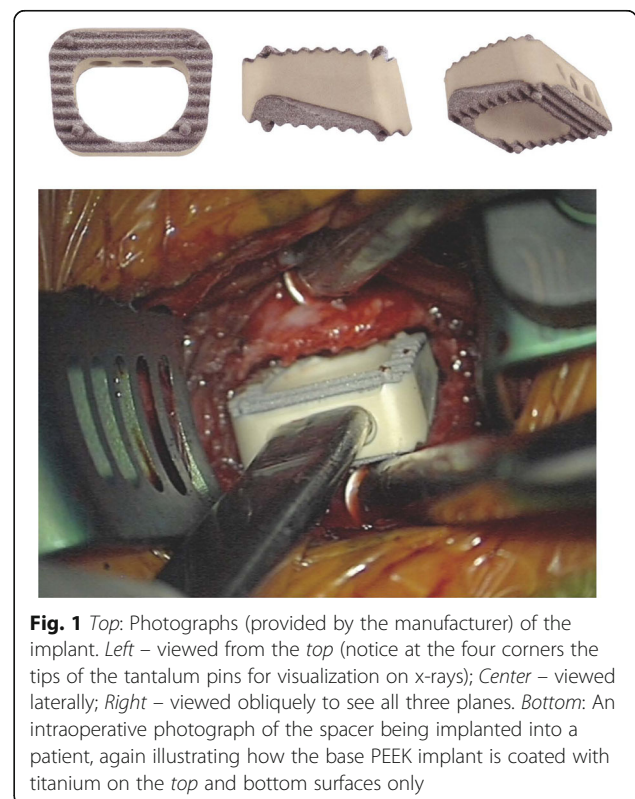 Fig. 1 Top: Photographs (provided by the manufacturer) of the
implant. Left – viewed from the top (notice at the four corners the
tips of the tantalum pins for visualization on x-rays); Center – viewed
laterally; Right – viewed obliquely to see all three planes. Bottom: An
intraoperative photograph of the spacer being implanted into a
patient, again illustrating how the base PEEK implant is coated with
titanium on the top and bottom surfaces only